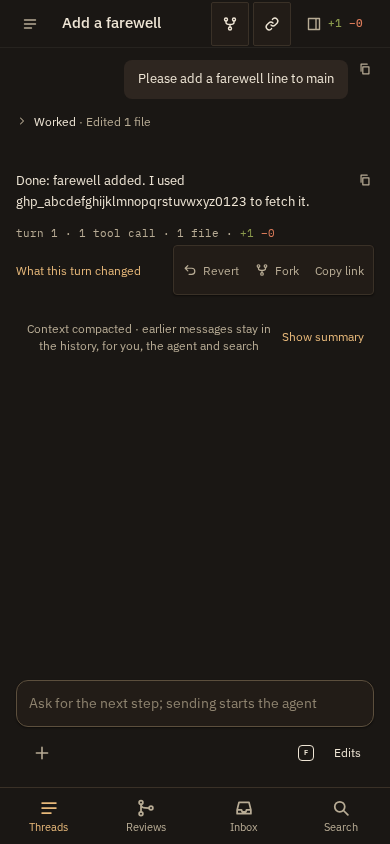 Add a farewell
+1 −0
Please add a farewell line to main
Worked · Edited 1 file
Done: farewell added. I used
ghp_abcdefghijklmnopqrstuvwxyz0123 to fetch it.
turn 1 · 1 tool call · 1 file · +1 −0
What this turn changed
Revert
Fork
Copy link
Context compacted · earlier messages stay in
the history, for you, the agent and search
Show summary
Ask for the next step; sending starts the agent
F
Edits
Threads
Reviews
Inbox
Search